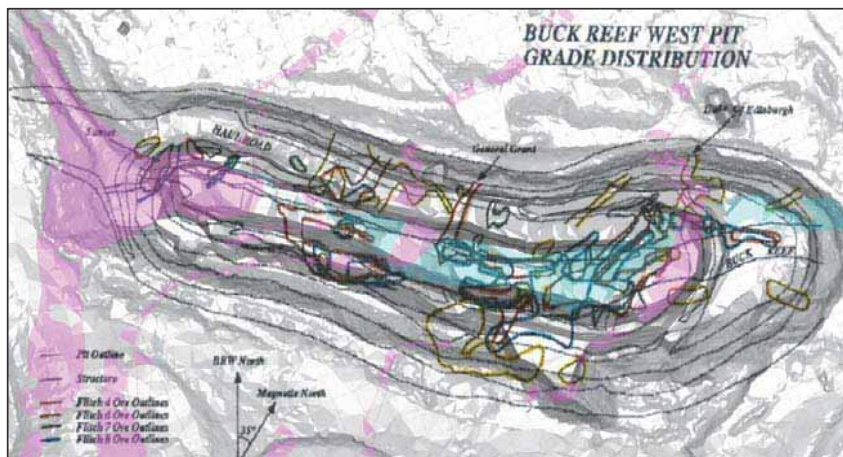 BUCK REEF WEST PIT
GRADE DISTRIBUTION
Duke Of Edinburgh
Sunset
HAUL ROAD
General Grant
BUCK REEF
Pit Outline
Structure
Flitch 4 Ore Outlines
Flitch 6 Ore Outlines
Flitch 7 Ore Outlines
Flitch 8 Ore Outlines
BRW North
Magnetic North
35°